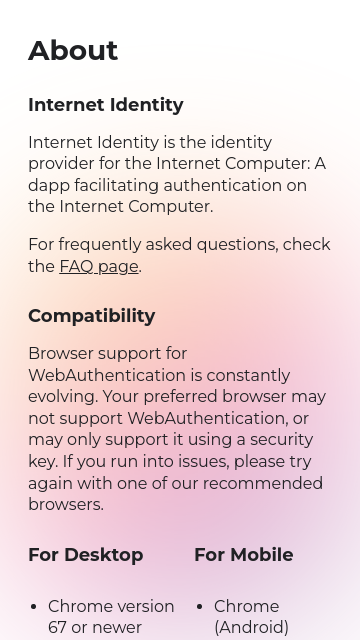 About
Internet Identity
Internet Identity is the identity
provider for the Internet Computer: A
dapp facilitating authentication on
the Internet Computer.
For frequently asked questions, check
the FAQ page.
Compatibility
Browser support for
WebAuthentication is constantly
evolving. Your preferred browser may
not support WebAuthentication, or
may only support it using a security
key. If you run into issues, please try
again with one of our recommended
browsers.
For Desktop
• Chrome version
67 or newer
For Mobile
• Chrome
(Android)